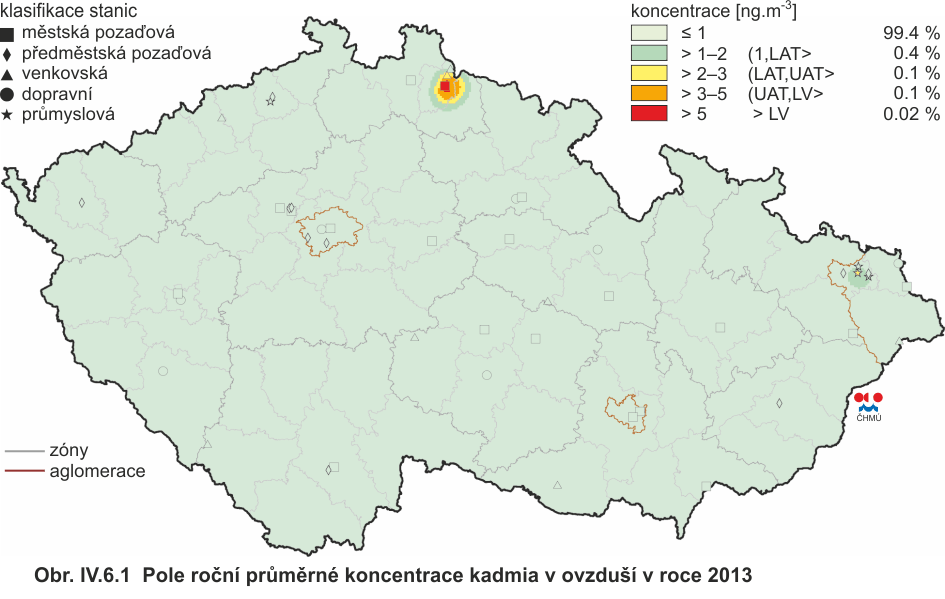 klasifikace stanic
městská pozaďová
předměstská pozaďová
venkovská
dopravní
průmyslová
koncentrace [ng.m-3]
≤ 1 99.4 %
> 1–2 (1,LAT> 0.4 %
> 2–3 (LAT,UAT> 0.1 %
> 3–5 (UAT,LV> 0.1 %
> 5 > LV 0.02 %
ČHMÚ
zóny
aglomerace
Obr. IV.6.1 Pole roční průměrné koncentrace kadmia v ovzduší v roce 2013